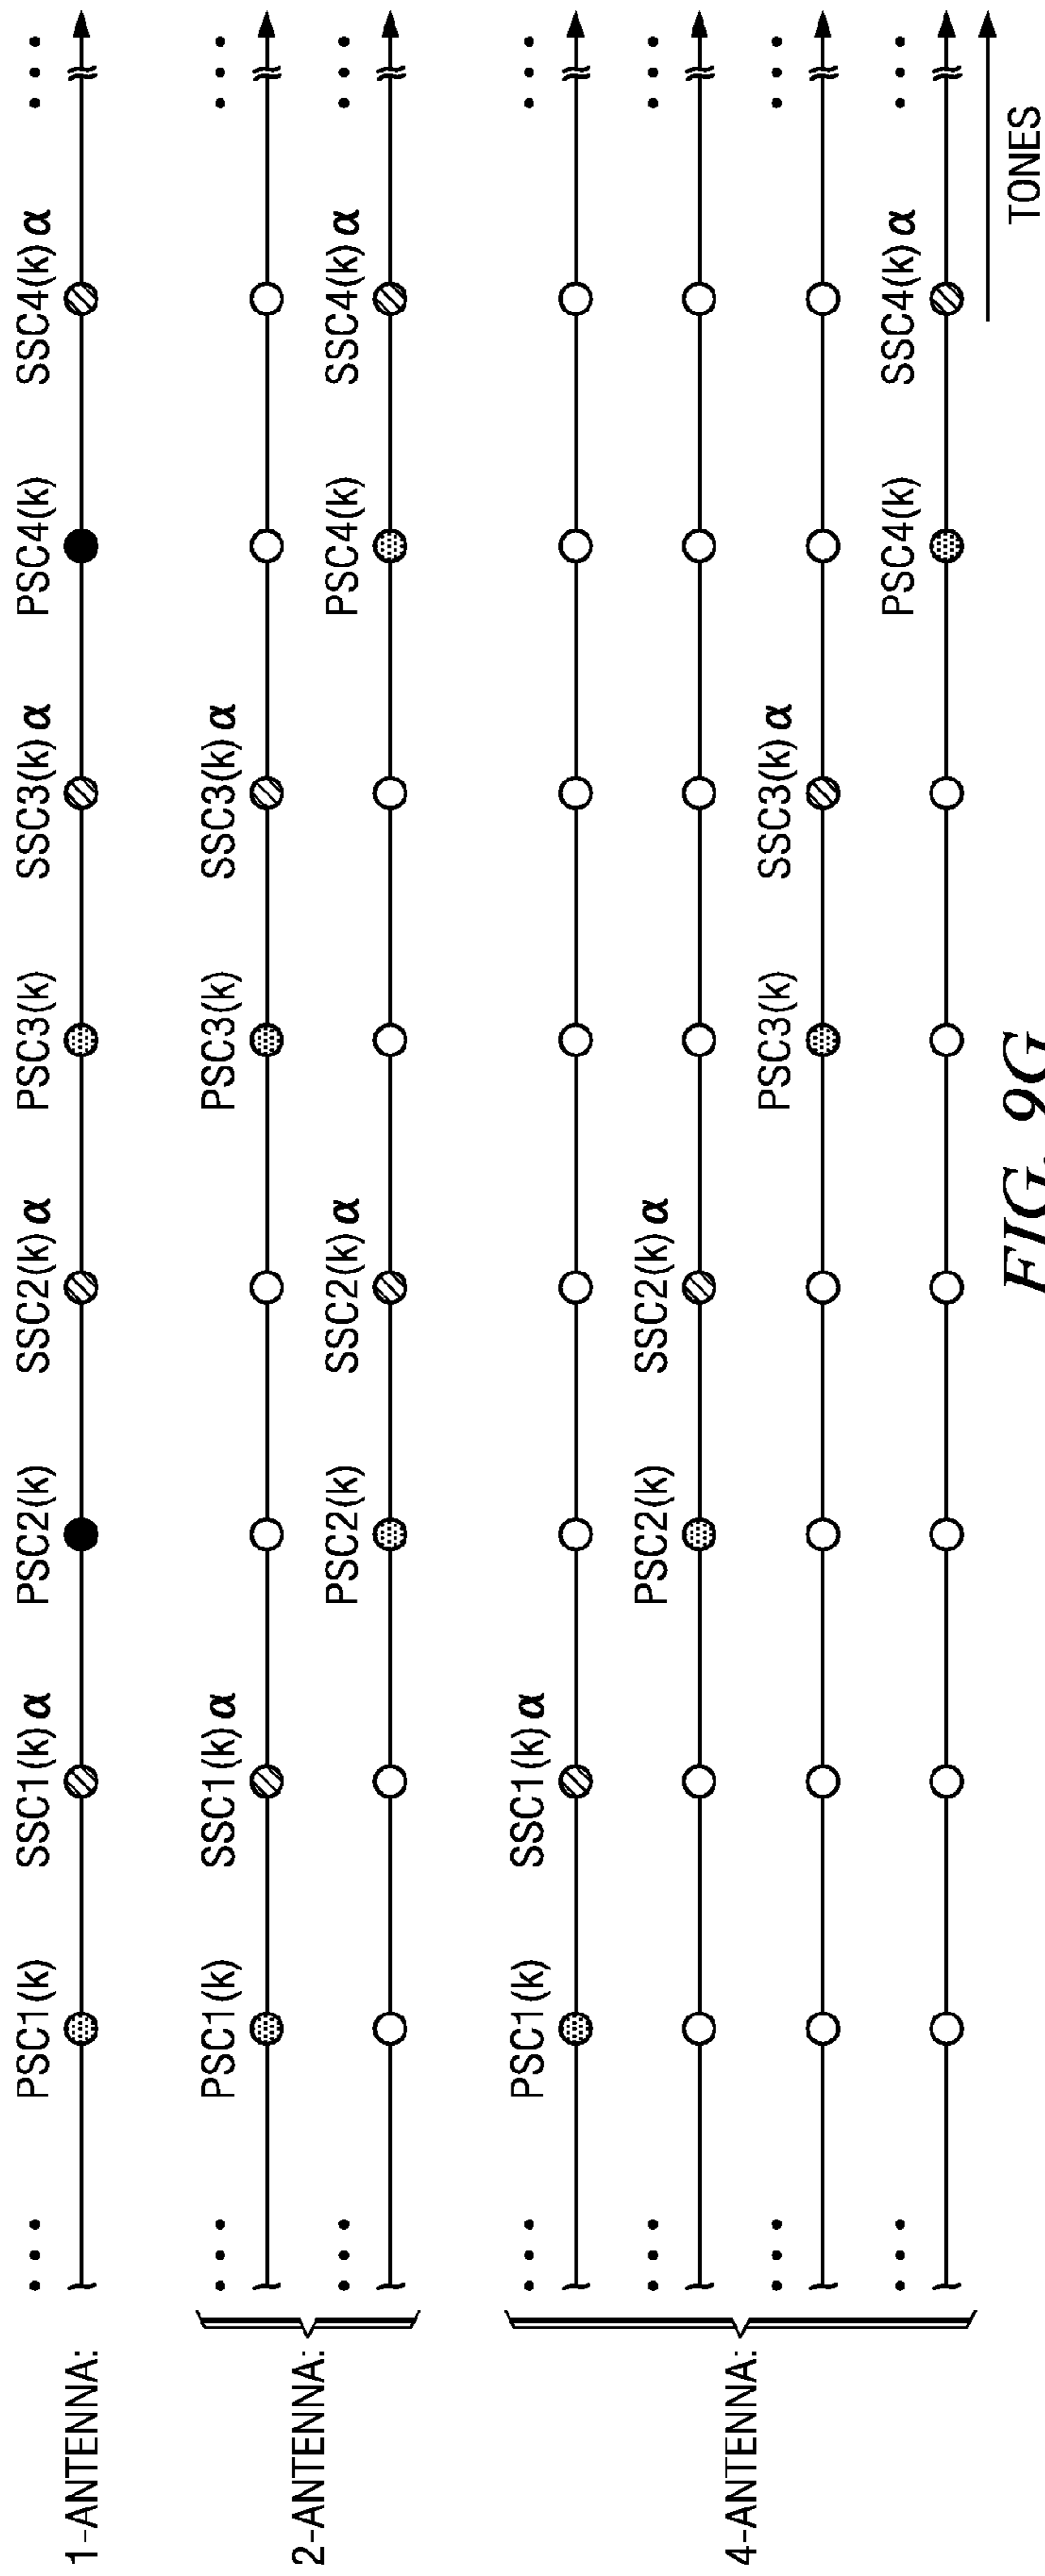 1-ANTENNA:
PSC1(k) SSC1(k)α PSC2(k) SSC2(k)α PSC3(k) SSC3(k)α PSC4(k) SSC4(k)α
2-ANTENNA:
PSC1(k) SSC1(k)α PSC3(k) SSC3(k)α
PSC2(k) SSC2(k)α PSC4(k) SSC4(k)α
4-ANTENNA:
PSC1(k) SSC1(k)α
PSC2(k) SSC2(k)α
PSC3(k) SSC3(k)α
PSC4(k) SSC4(k)α
TONES
FIG. 9G